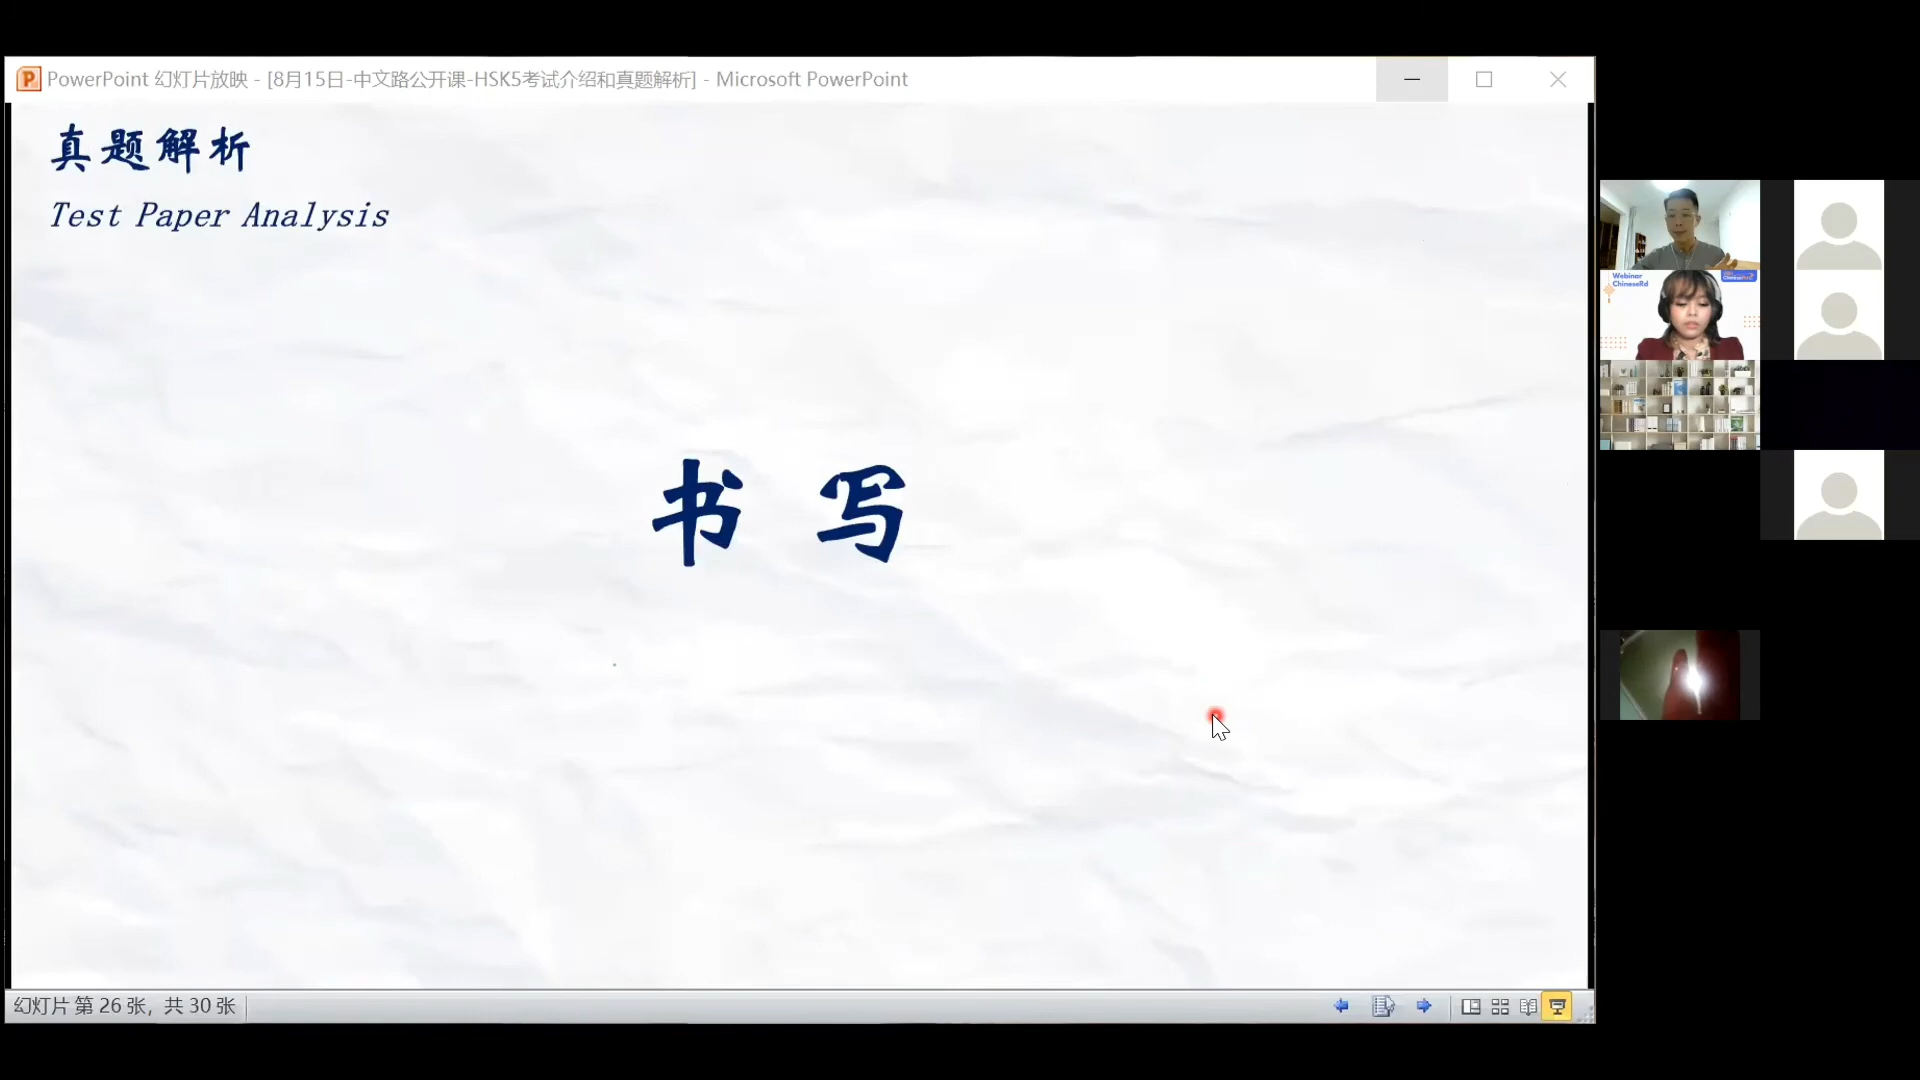 PowerPoint 幻灯片放映 - [8月15日-中文路公开课-HSK5考试介绍和真题解析] - Microsoft PowerPoint
真题解析
Test Paper Analysis
书 写
Webinar
ChineseRd
幻灯片 第 26 张，共 30 张